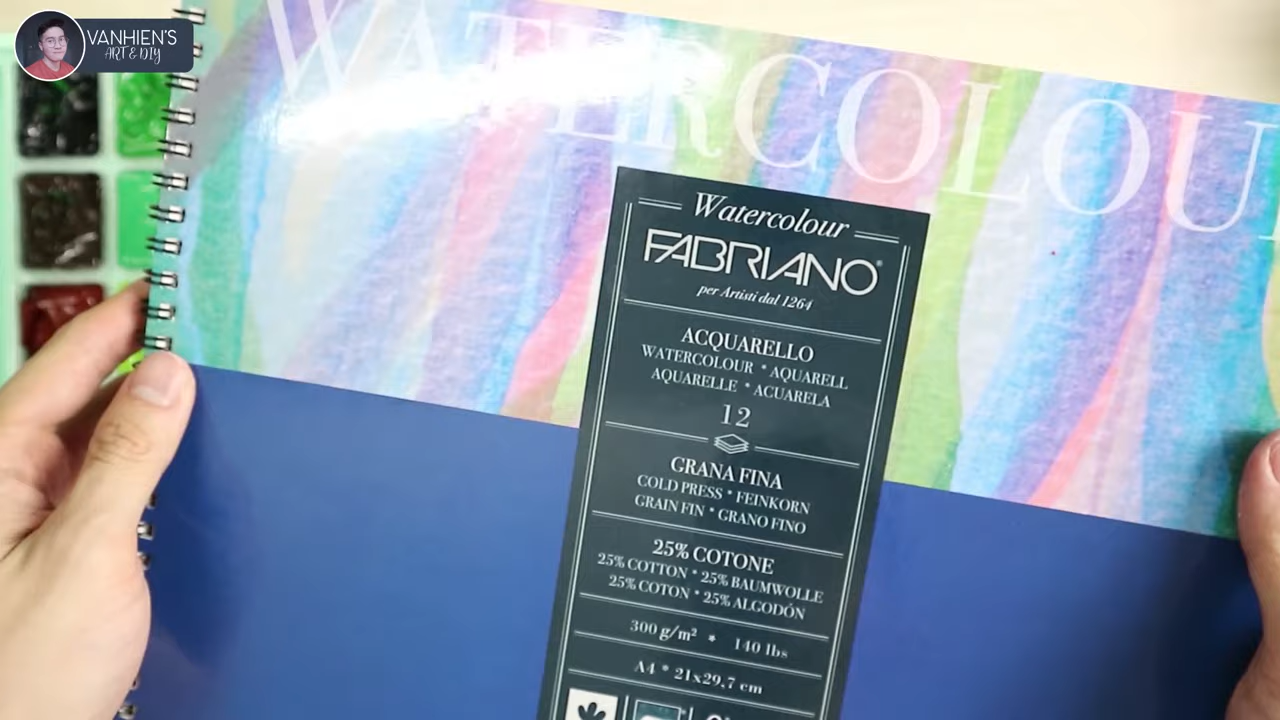 VANHIEN'S
ART & DIY
WATERCOLOU
Watercolour
FABRIANO®
per Artisti dal 1264
ACQUARELLO
WATERCOLOUR * AQUARELL
AQUARELLE * ACUARELA
12
GRANA FINA
COLD PRESS * FEINKORN
GRAIN FIN * GRANO FINO
25% COTONE
25% COTTON * 25% BAUMWOLLE
25% COTON * 25% ALGODÓN
300 g/m² * 140 lbs
A4 * 21x29,7 cm